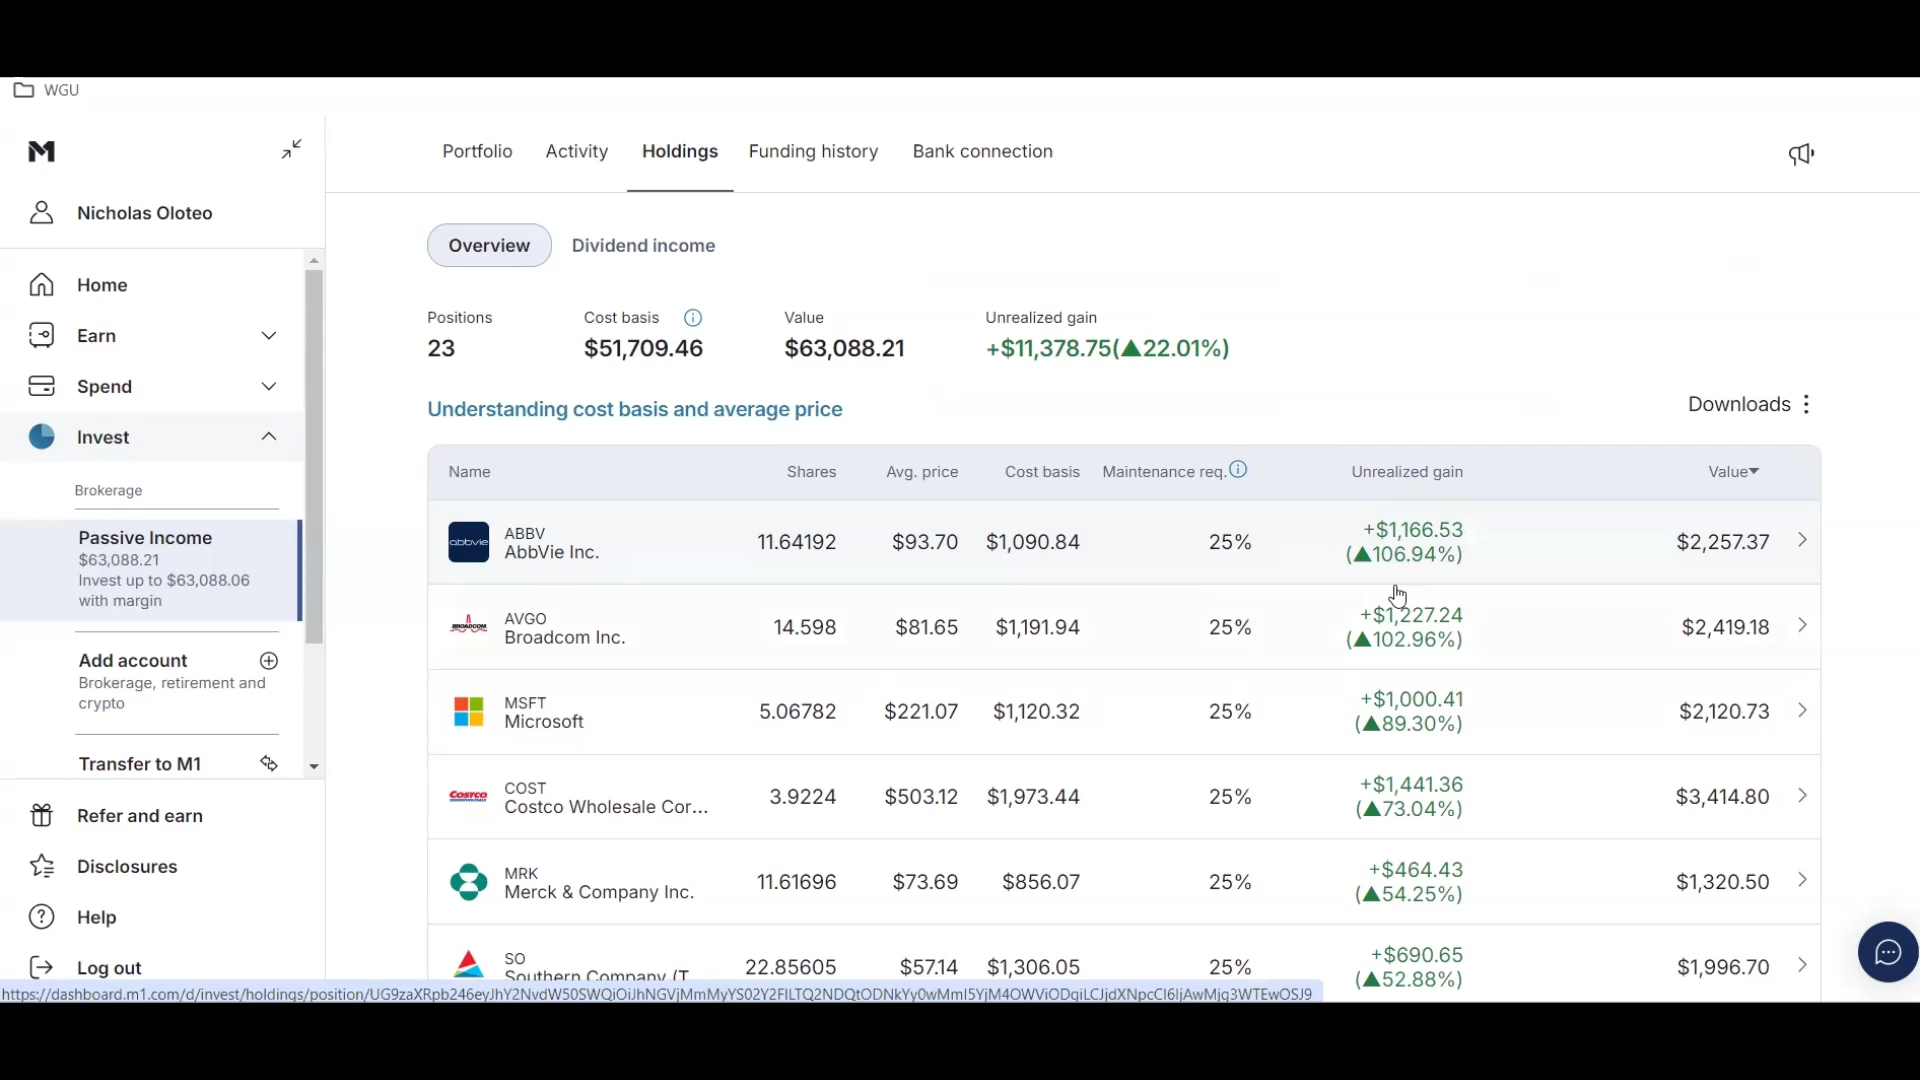 WGU
Nicholas Oloteo
Home
Earn
Spend
Invest
Brokerage
Passive Income
$63,088.21
Invest up to $63,088.06
with margin
Add account
Brokerage, retirement and
crypto
Transfer to M1
Refer and earn
Disclosures
Help
Log out
Portfolio Activity Holdings Funding history Bank connection
Overview Dividend income
Positions Cost basis Value Unrealized gain
23 $51,709.46 $63,088.21 +$11,378.75(▲22.01%)
Understanding cost basis and average price
Downloads
Name Shares Avg. price Cost basis Maintenance req. Unrealized gain Value▼
abbvie ABBV
AbbVie Inc. 11.64192 $93.70 $1,090.84 25% +$1,166.53
(▲106.94%) $2,257.37
BROADCOM AVGO
Broadcom Inc. 14.598 $81.65 $1,191.94 25% +$1,227.24
(▲102.96%) $2,419.18
MSFT
Microsoft 5.06782 $221.07 $1,120.32 25% +$1,000.41
(▲89.30%) $2,120.73
Costco COST
Costco Wholesale Cor... 3.9224 $503.12 $1,973.44 25% +$1,441.36
(▲73.04%) $3,414.80
MRK
Merck & Company Inc. 11.61696 $73.69 $856.07 25% +$464.43
(▲54.25%) $1,320.50
SO
Southern Company (T 22.85605 $57.14 $1,306.05 25% +$690.65
(▲52.88%) $1,996.70